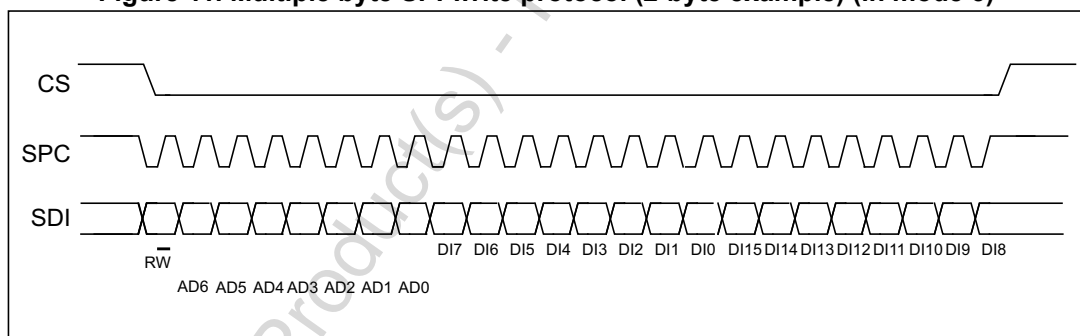 Figure 11. Multiple byte SPI write protocol (2-byte example) (in mode 3)
CS
SPC
SDI
RW
DI7 DI6 DI5 DI4 DI3 DI2 DI1 DI0 DI15 DI14 DI13 DI12 DI11 DI10 DI9 DI8
AD6 AD5 AD4 AD3 AD2 AD1 AD0
Product(s) -